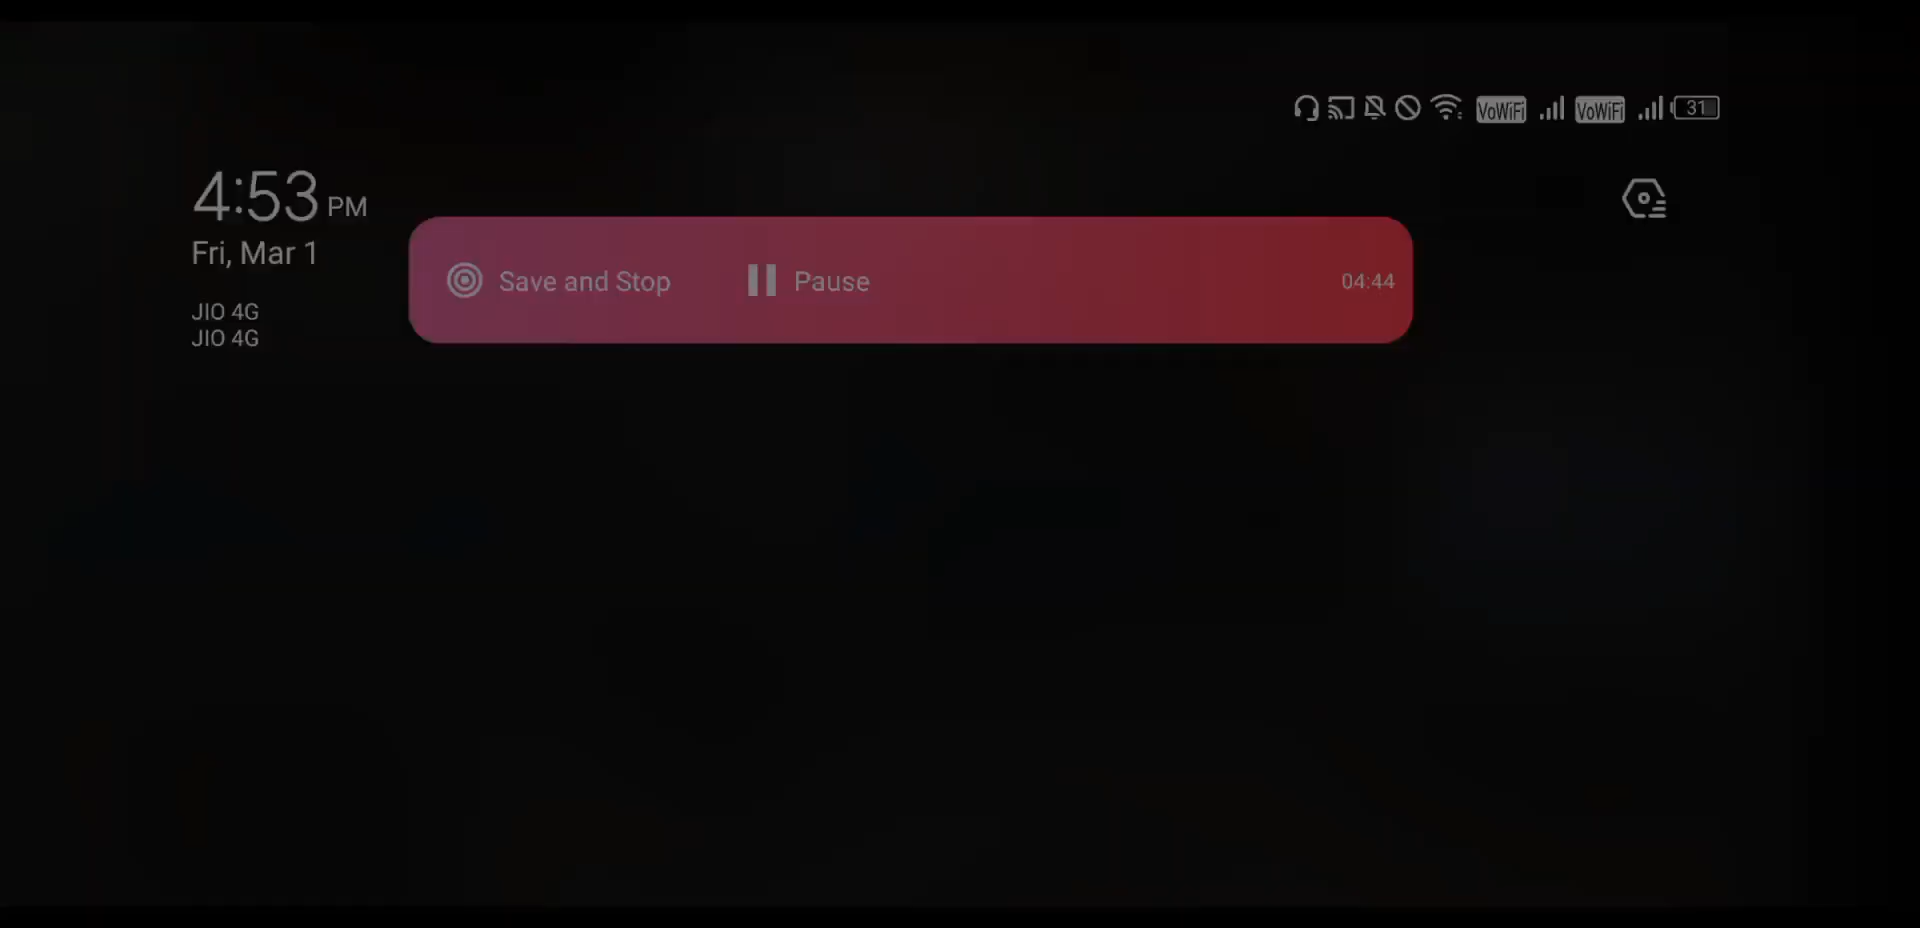 VoWiFi VoWiFi 31
4:53 PM
Fri, Mar 1
JIO 4G
JIO 4G
Save and Stop Pause 04:44